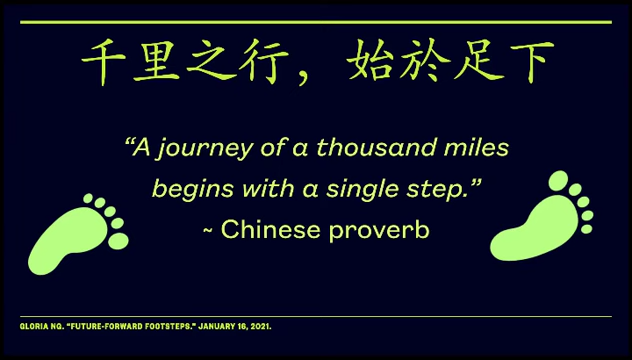 千里之行，始於足下
“A journey of a thousand miles
begins with a single step.”
~ Chinese proverb
GLORIA NG. "FUTURE-FORWARD FOOTSTEPS." JANUARY 16, 2021.